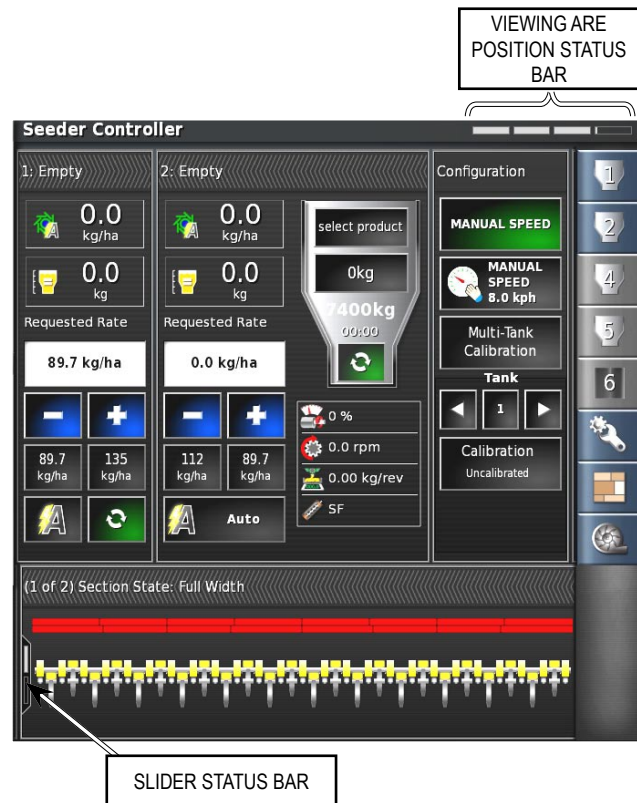 VIEWING ARE
POSITION STATUS
BAR
Seeder Controller
1: Empty
0.0
kg/ha
0.0
kg
Requested Rate
89.7 kg/ha
89.7
kg/ha
135
kg/ha
A
2: Empty
0.0
kg/ha
0.0
kg
Requested Rate
0.0 kg/ha
112
kg/ha
89.7
kg/ha
A
Auto
select product
0kg
7400kg
00:00
0 %
0.0 rpm
0.00 kg/rev
SF
Configuration
MANUAL SPEED
MANUAL
SPEED
8.0 kph
Multi-Tank
Calibration
Tank
1
Calibration
Uncalibrated
1
2
4
5
6
(1 of 2) Section State: Full Width
SLIDER STATUS BAR